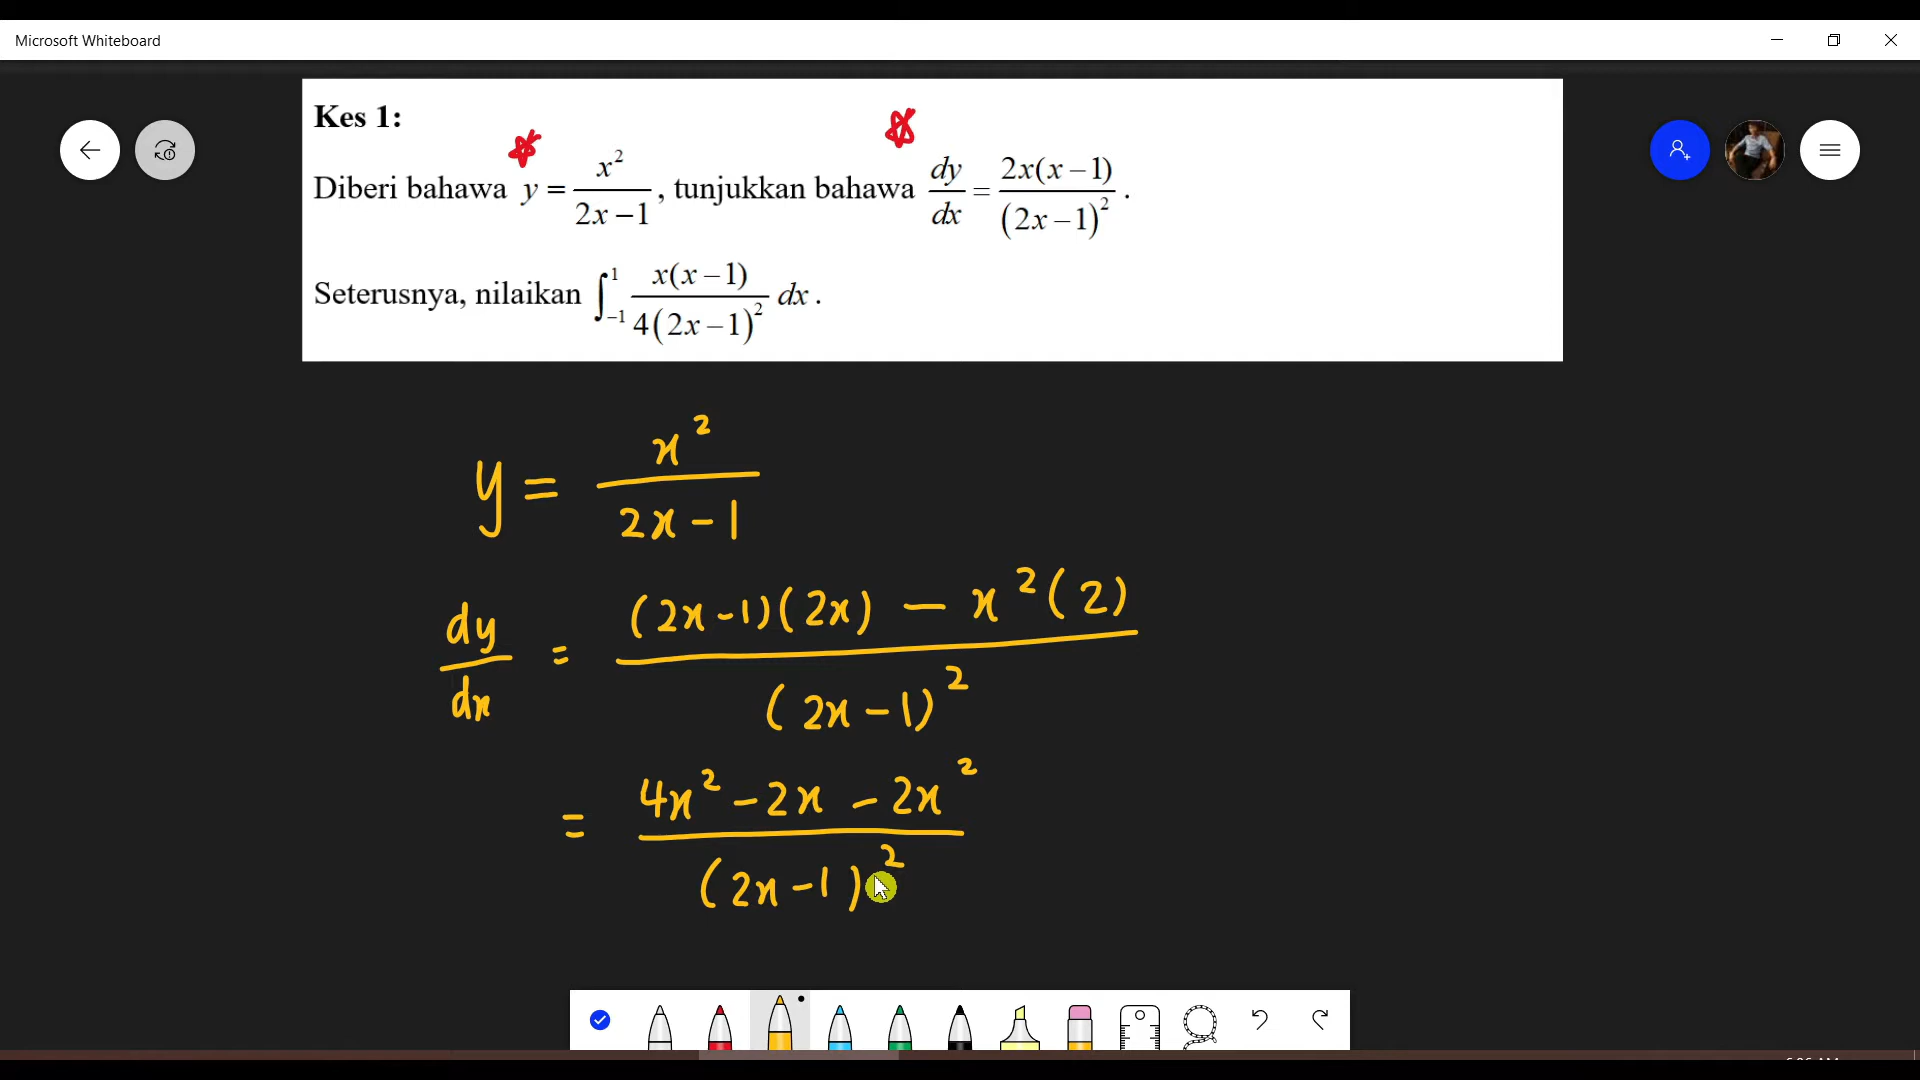 Microsoft Whiteboard
Kes 1:
Diberi bahawa y = x²/(2x−1), tunjukkan bahawa dy/dx = 2x(x−1)/(2x−1)².
Seterusnya, nilaikan ∫₋₁¹ x(x−1)/4(2x−1)² dx.
y = x²/(2x−1)
dy/dx = ((2x−1)(2x) − x²(2))/(2x−1)²
= (4x²−2x−2x²)/(2x−1)²